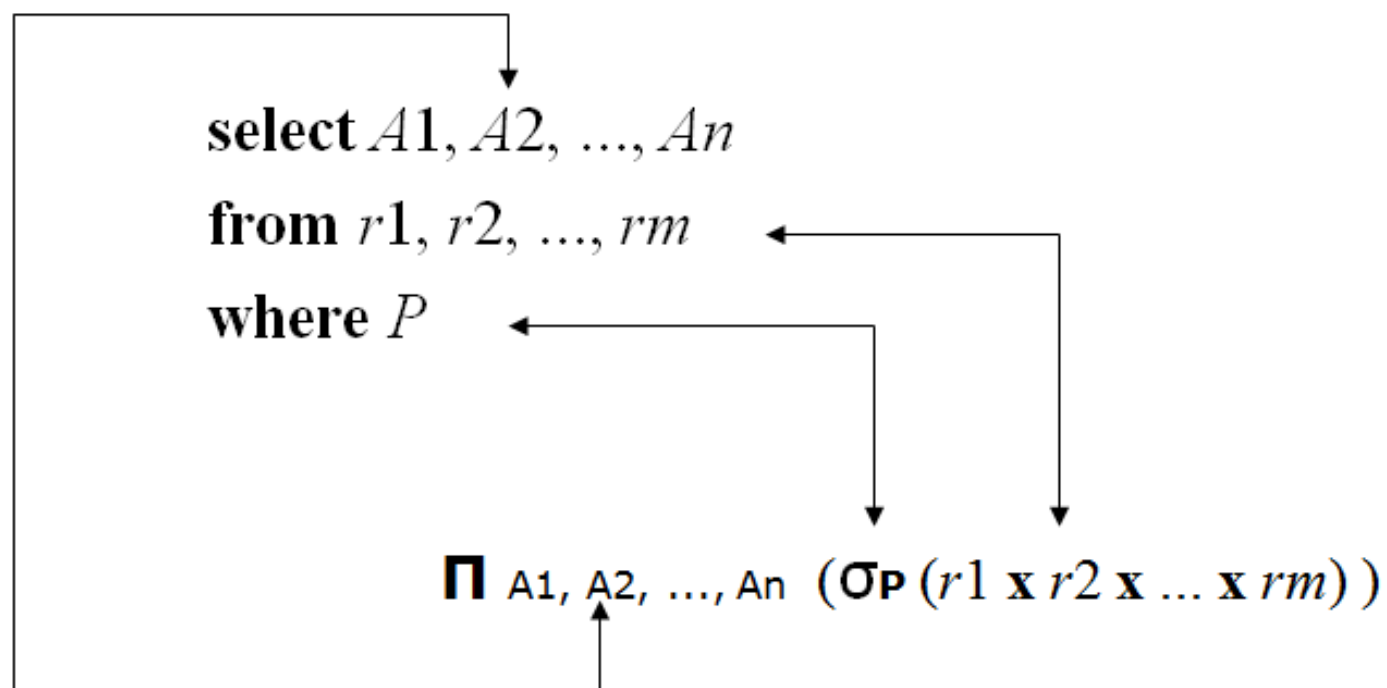 select A1, A2, ..., An
from r1, r2, ..., rm
where P
Π A1, A2, ..., An (σP (r1 x r2 x ... x rm) )